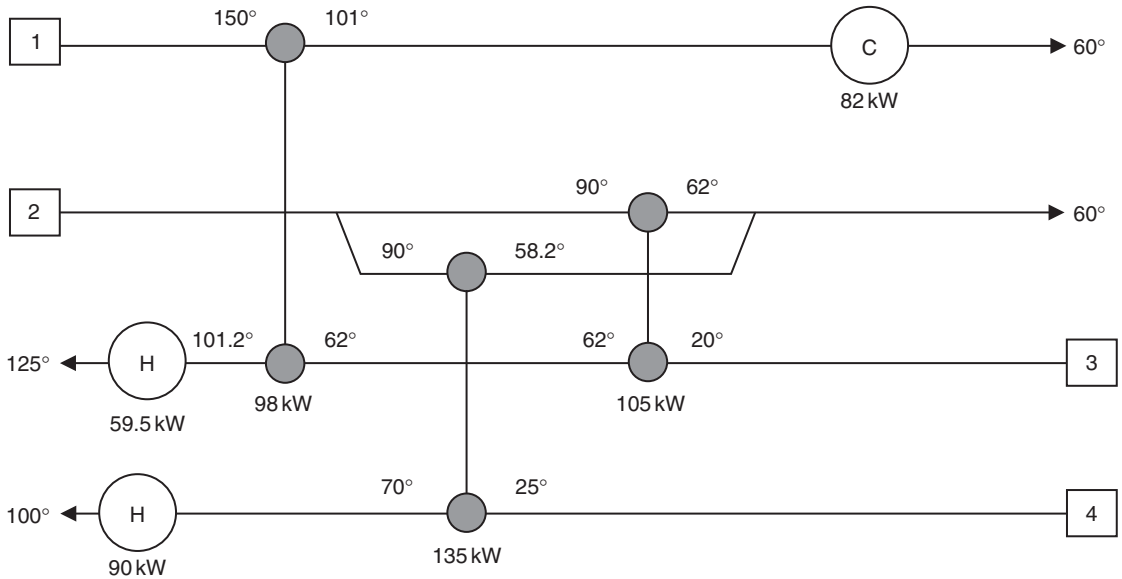 150° 101°
1 C 60°
82 kW
90° 62°
2 60°
90° 58.2°
101.2° 62° 62° 20°
125° H 3
98 kW 105 kW
59.5 kW
70° 25°
100° H 4
135 kW
90 kW